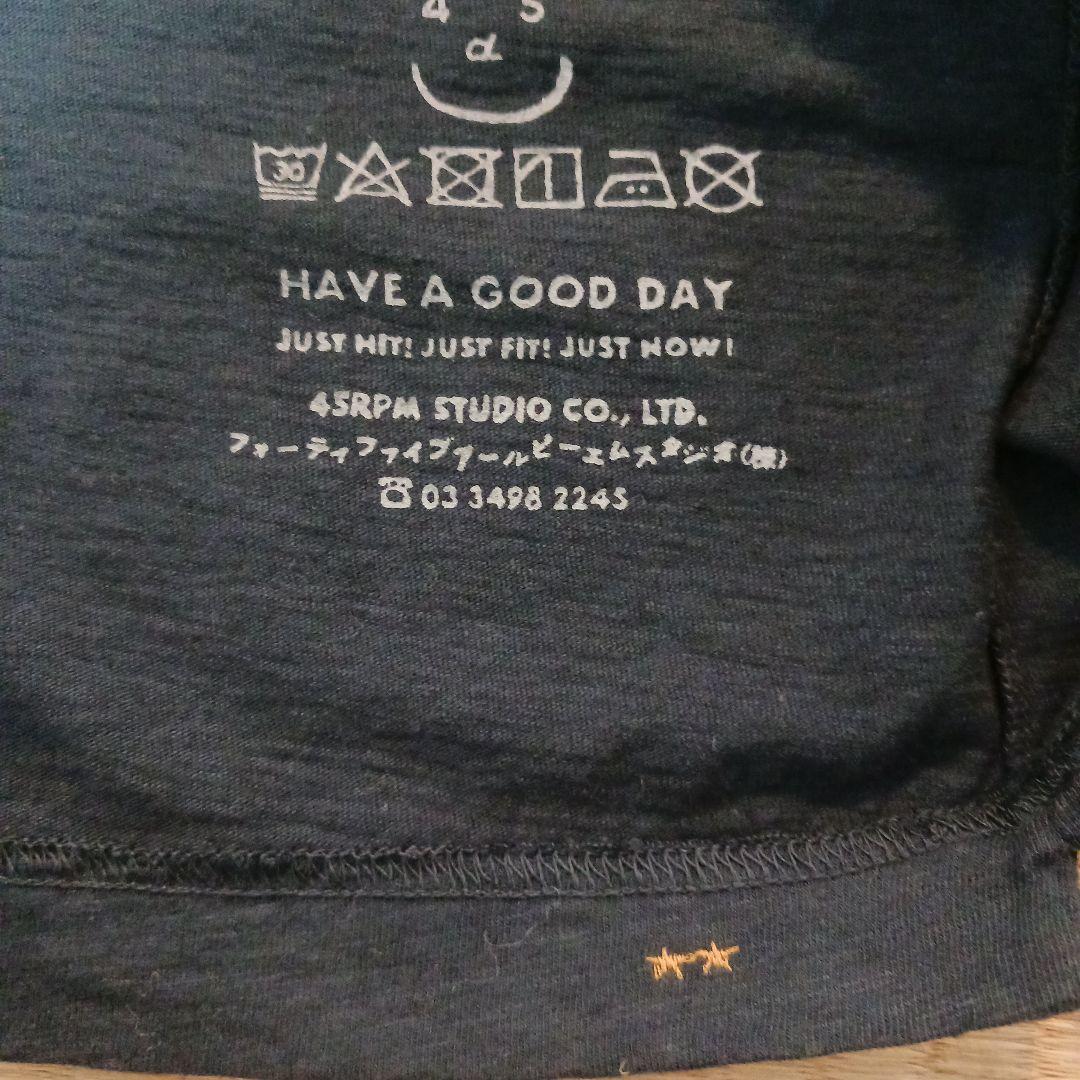 4 5
d
30
HAVE A GOOD DAY
JUST HIT! JUST FIT! JUST NOW!
45RPM STUDIO CO., LTD.
フォーティファイブアールピーエムスタジオ(株)
☎ 03 3498 2245